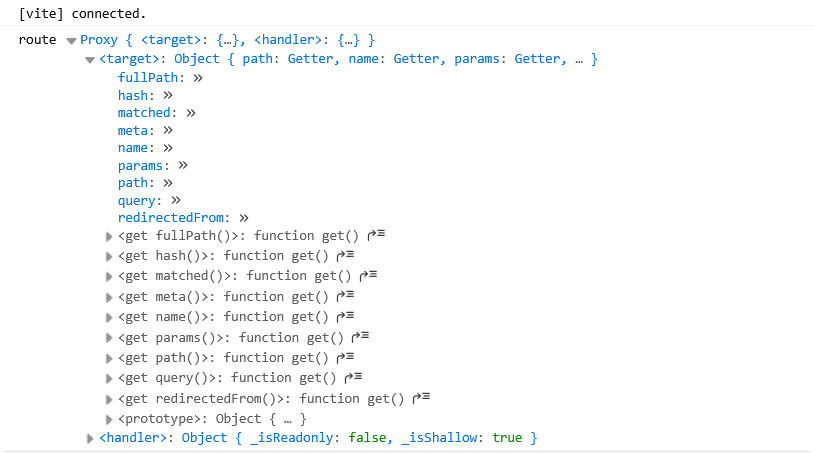 [vite] connected.
route Proxy { <target>: {…}, <handler>: {…} }
<target>: Object { path: Getter, name: Getter, params: Getter, … }
fullPath: »
hash: »
matched: »
meta: »
name: »
params: »
path: »
query: »
redirectedFrom: »
<get fullPath()>: function get()
<get hash()>: function get()
<get matched()>: function get()
<get meta()>: function get()
<get name()>: function get()
<get params()>: function get()
<get path()>: function get()
<get query()>: function get()
<get redirectedFrom()>: function get()
<prototype>: Object { … }
<handler>: Object { _isReadonly: false, _isShallow: true }